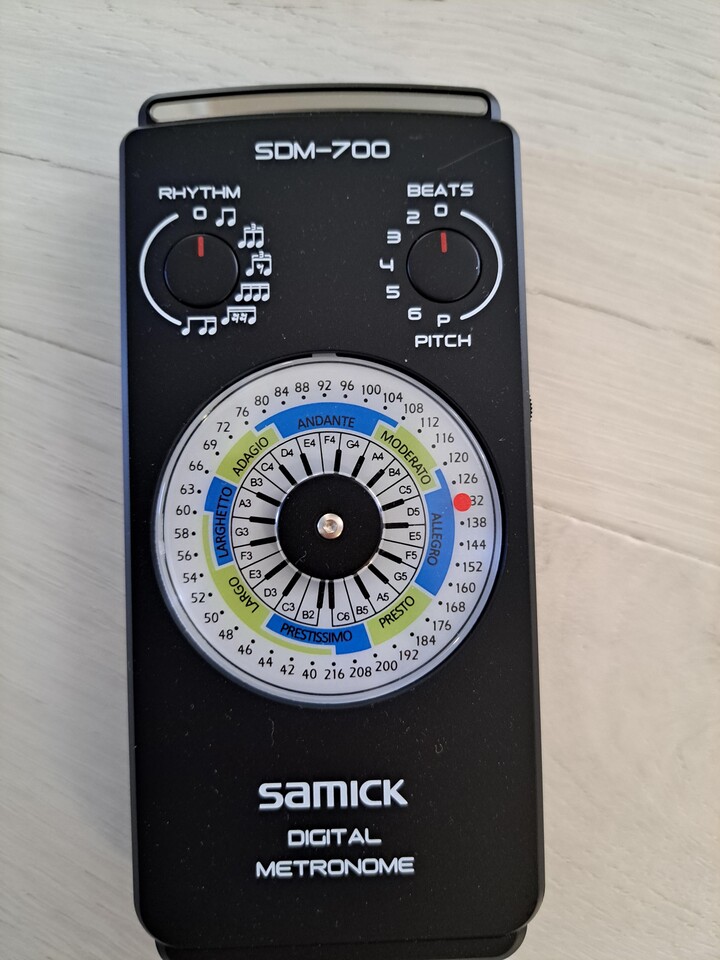 SDM-700
RHYTHM
0
BEATS
0
2
3
4
5
6
P
PITCH
40
42
44
46
48
50
52
54
56
58
60
63
66
69
72
76
80
84
88
92
96
100
104
108
112
116
120
126
32
138
144
152
160
168
176
184
192
200
208
216
LARGO
LARGHETTO
ADAGIO
ANDANTE
MODERATO
ALLEGRO
PRESTO
PRESTISSIMO
B2
C3
D3
E3
F3
G3
A3
B3
C4
D4
E4
F4
G4
A4
B4
C5
D5
E5
F5
G5
A5
B5
C6
SAMICK
DIGITAL
METRONOME